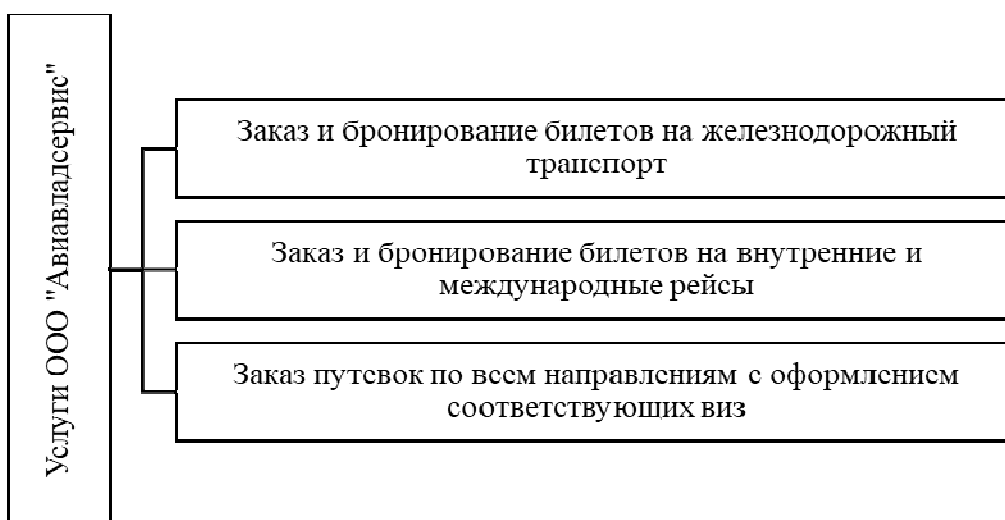 Услуги ООО "Авиавладсервис"
Заказ и бронирование билетов на железнодорожный
транспорт
Заказ и бронирование билетов на внутренние и
международные рейсы
Заказ путевок по всем направлениям с оформлением
соответствующих виз